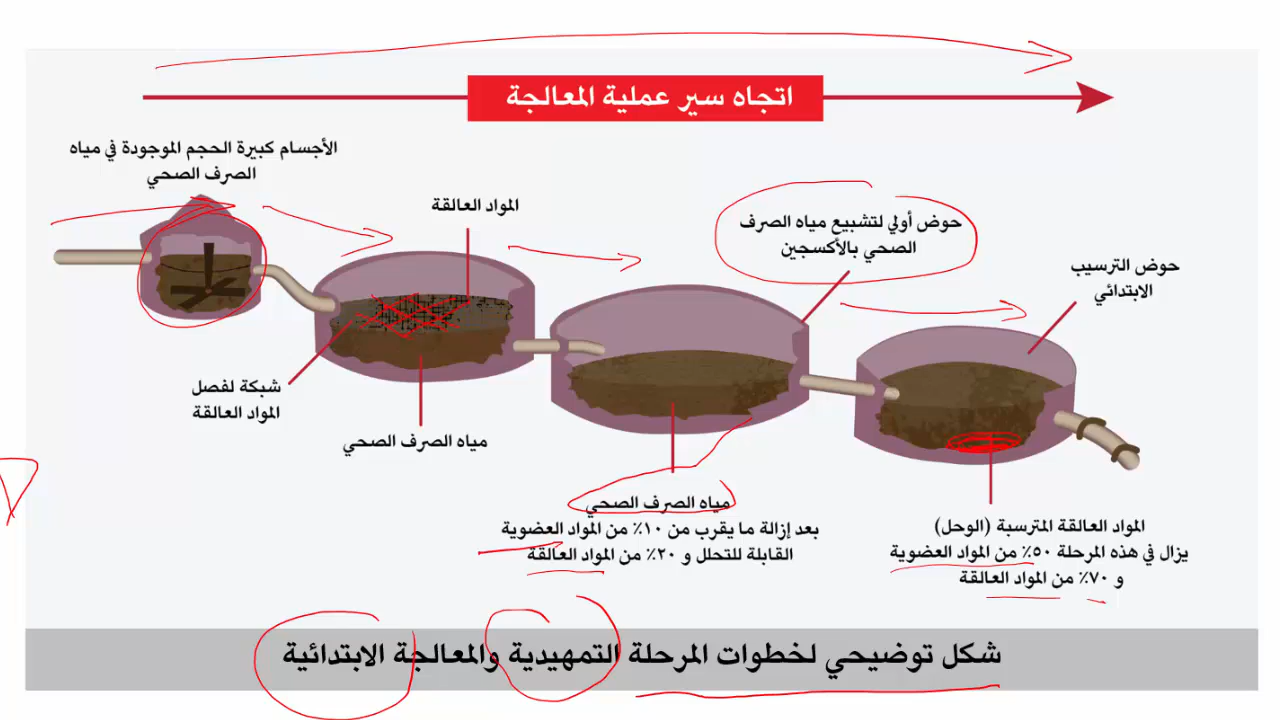 اتجاه سير عملية المعالجة
الأجسام كبيرة الحجم الموجودة في مياه
الصرف الصحي
المواد العالقة
شبكة لفصل
المواد العالقة
مياه الصرف الصحي
حوض أولي لتشبيع مياه الصرف
الصحي بالأكسجين
مياه الصرف الصحي
بعد إزالة ما يقرب من ١٠٪ من المواد العضوية
القابلة للتحلل و ٢٠٪ من المواد العالقة
حوض الترسيب
الابتدائي
المواد العالقة المترسبة (الوحل)
يزال في هذه المرحلة ٥٠٪ من المواد العضوية
و ٧٠٪ من المواد العالقة
شكل توضيحي لخطوات المرحلة التمهيدية والمعالجة الابتدائية